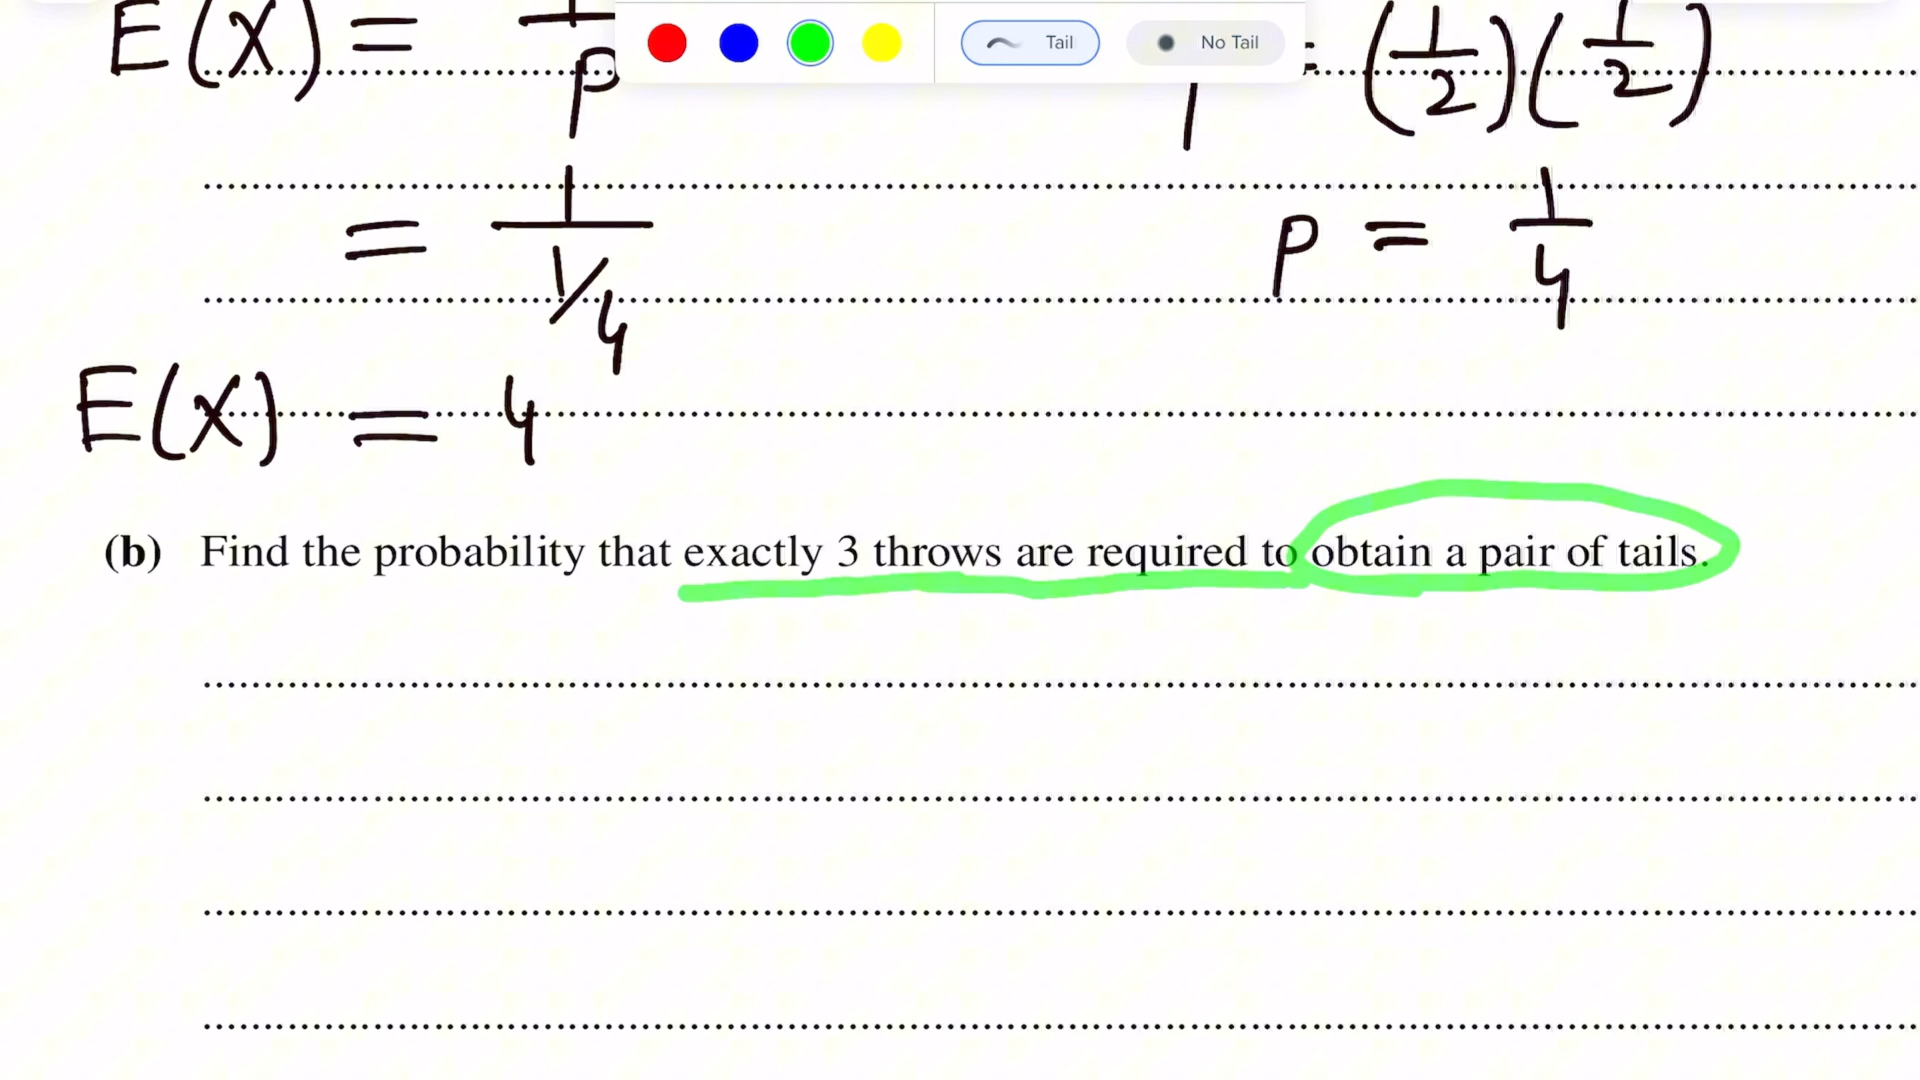 E(X) = 1/p
Tail
No Tail
p = (1/2)(1/2)
= 1/(1/4)
p = 1/4
E(X) = 4
(b) Find the probability that exactly 3 throws are required to obtain a pair of tails.